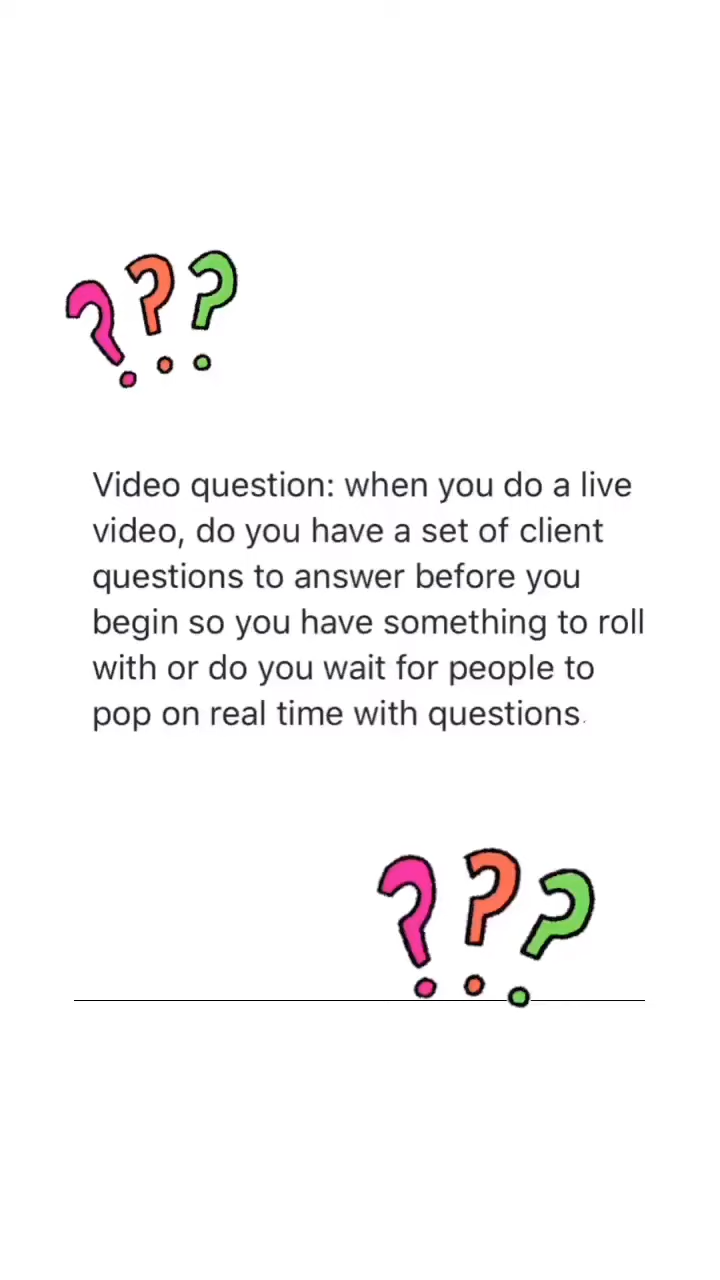 Video question: when you do a live
video, do you have a set of client
questions to answer before you
begin so you have something to roll
with or do you wait for people to
pop on real time with questions.